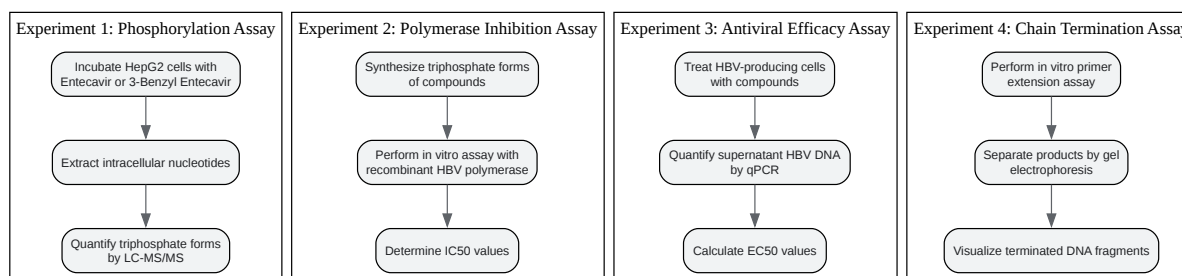 Experiment 1: Phosphorylation Assay
Incubate HepG2 cells with
Entecavir or 3-Benzyl Entecavir
Extract intracellular nucleotides
Quantify triphosphate forms
by LC-MS/MS
Experiment 2: Polymerase Inhibition Assay
Synthesize triphosphate forms
of compounds
Perform in vitro assay with
recombinant HBV polymerase
Determine IC50 values
Experiment 3: Antiviral Efficacy Assay
Treat HBV-producing cells
with compounds
Quantify supernatant HBV DNA
by qPCR
Calculate EC50 values
Experiment 4: Chain Termination Assay
Perform in vitro primer
extension assay
Separate products by gel
electrophoresis
Visualize terminated DNA fragments